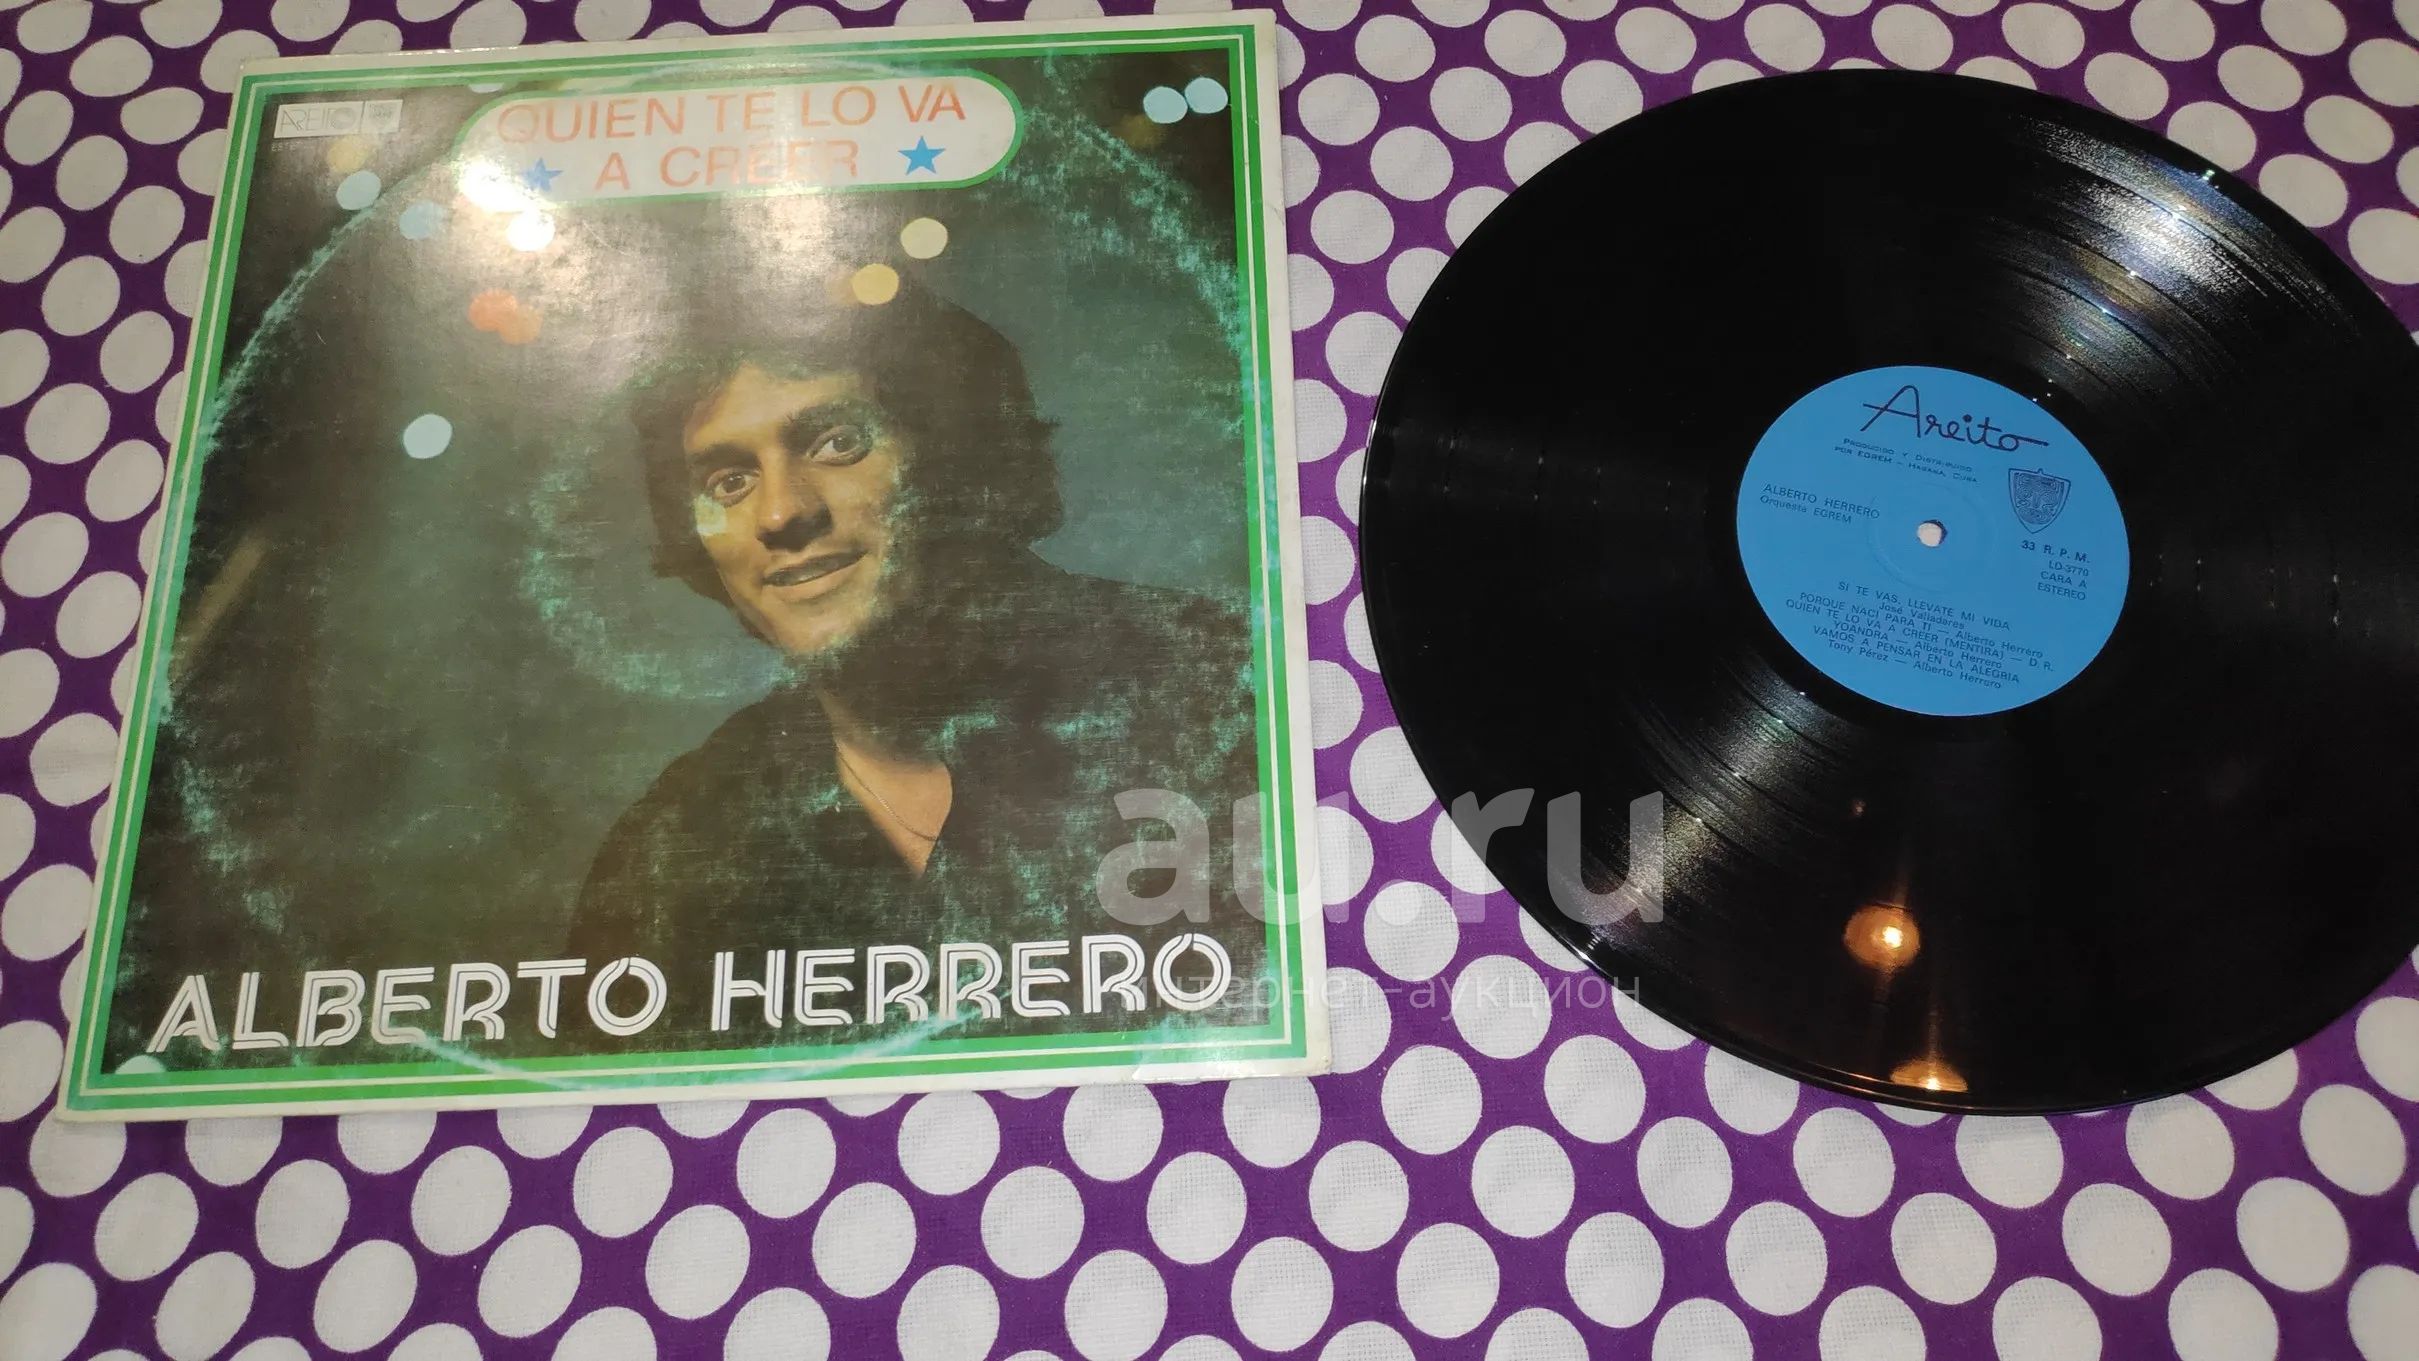 AREITO
QUIEN TE LO VA
A CREER
ALBERTO HERRERO
Areito
PRODUCIDO Y DISTRIBUIDO
POR EGREM — HABANA, CUBA
ALBERTO HERRERO
Orquesta EGREM
33 R. P. M.
LD-3770
CARA A
ESTEREO
SI TE VAS, LLEVATE MI VIDA
José Valladares
PORQUE NACI PARA TI — Alberto Herrero
QUIEN TE LO VA A CREER (MENTIRA) — D. R.
YOANDRA — Alberto Herrero
VAMOS A PENSAR EN LA ALEGRIA
Tony Pérez — Alberto Herrero
au.ru
интернет-аукцион